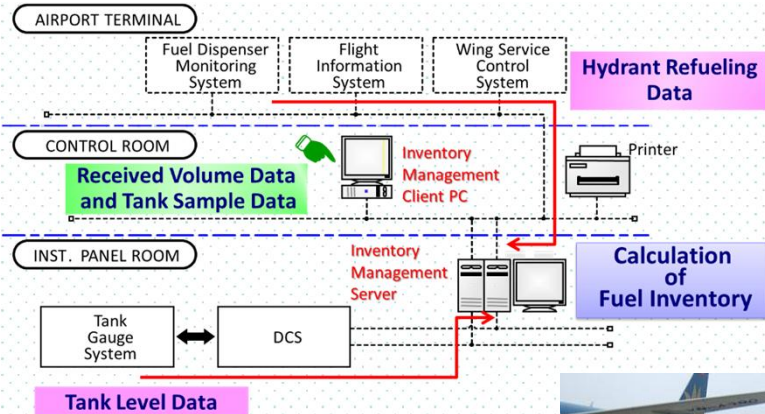 AIRPORT TERMINAL
Fuel Dispenser
Monitoring
System
Flight
Information
System
Wing Service
Control
System
Hydrant Refueling
Data
CONTROL ROOM
Received Volume Data
and Tank Sample Data
Inventory
Management
Client PC
Printer
INST. PANEL ROOM
Inventory
Management
Server
Calculation
of
Fuel Inventory
Tank
Gauge
System
DCS
Tank Level Data